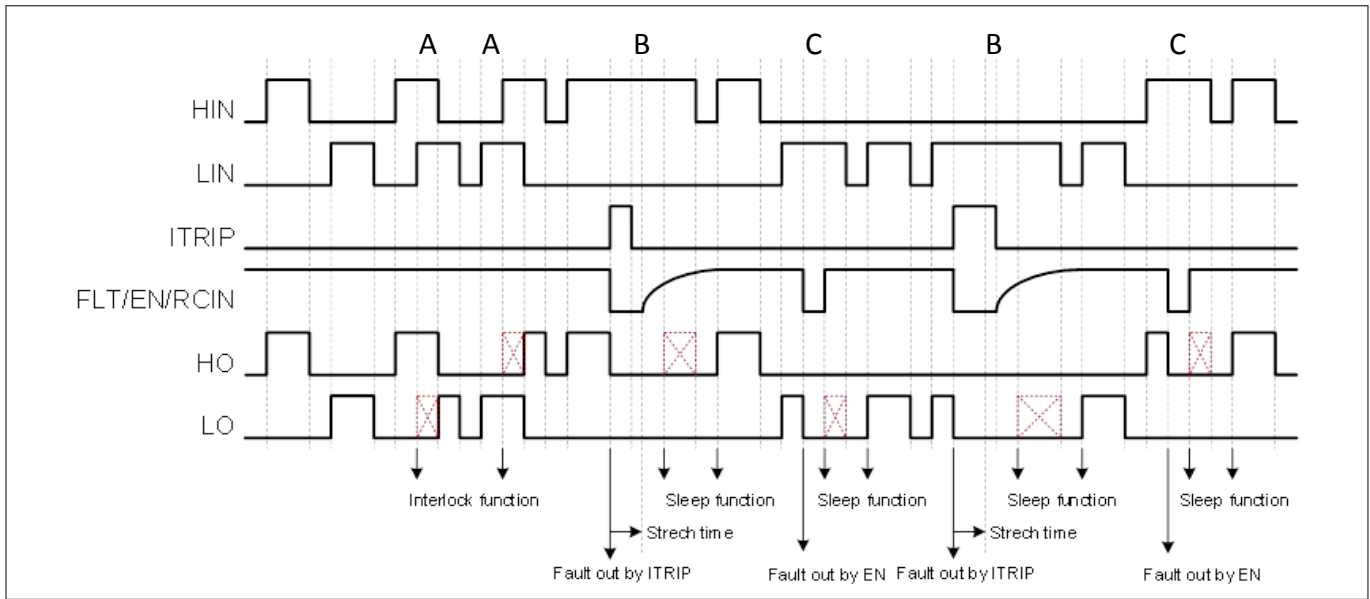 A A B C B C
HIN
LIN
ITRIP
FLT/EN/RCIN
HO
LO
Interlock function
Sleep function
Sleep function
Sleep function
Sleep function
Strech time
Strech time
Fault out by ITRIP
Fault out by EN
Fault out by ITRIP
Fault out by EN